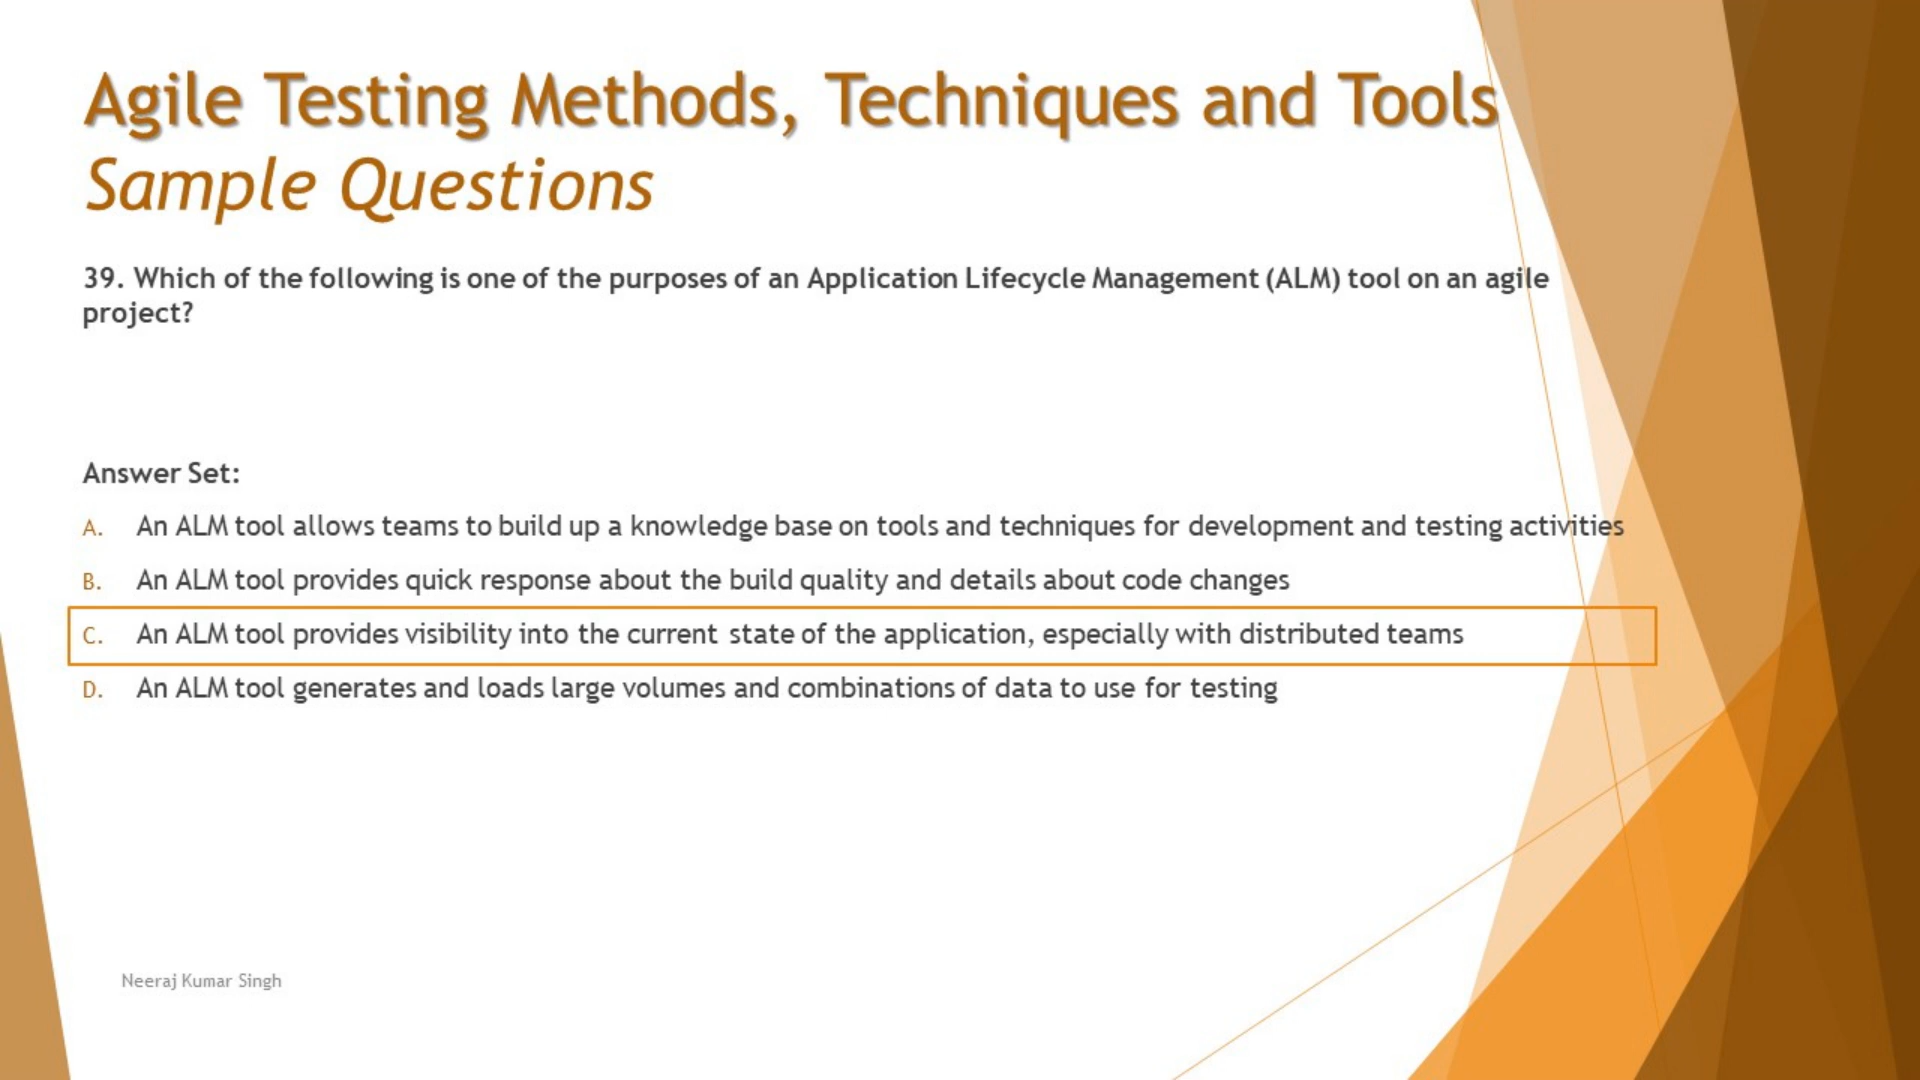 Agile Testing Methods, Techniques and Tools
Sample Questions
39. Which of the following is one of the purposes of an Application Lifecycle Management (ALM) tool on an agile
project?
Answer Set:
A. An ALM tool allows teams to build up a knowledge base on tools and techniques for development and testing activities
B. An ALM tool provides quick response about the build quality and details about code changes
C. An ALM tool provides visibility into the current state of the application, especially with distributed teams
D. An ALM tool generates and loads large volumes and combinations of data to use for testing
Neeraj Kumar Singh